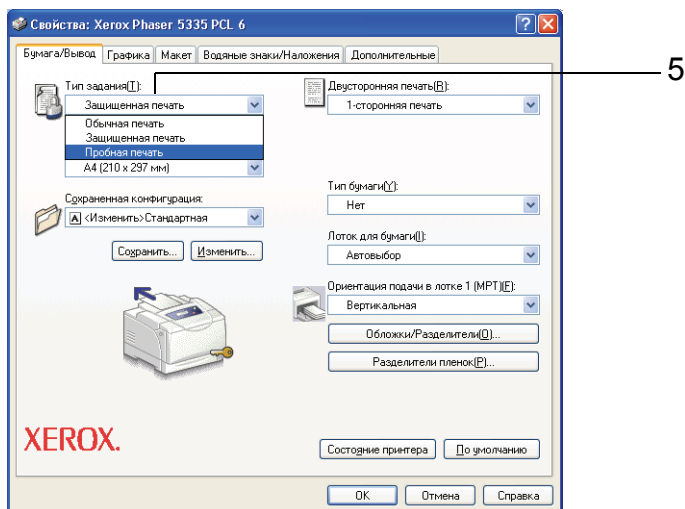 Свойства: Xerox Phaser 5335 PCL 6
Бумага/Вывод Графика Макет Водяные знаки/Наложения Дополнительные
5
Тип задания(T):
Защищенная печать
Обычная печать
Защищенная печать
Пробная печать
A4 (210 x 297 мм)
Сохраненная конфигурация:
<Изменить>Стандартная
Сохранить... Изменить...
Двусторонняя печать(R):
1-сторонняя печать
Тип бумаги(Y):
Нет
Лоток для бумаги(I):
Автовыбор
Ориентация подачи в лотке 1 (MPT)(F):
Вертикальная
Обложки/Разделители(O)...
Разделители пленок(P)...
XEROX.
Состояние принтера По умолчанию
OK Отмена Справка